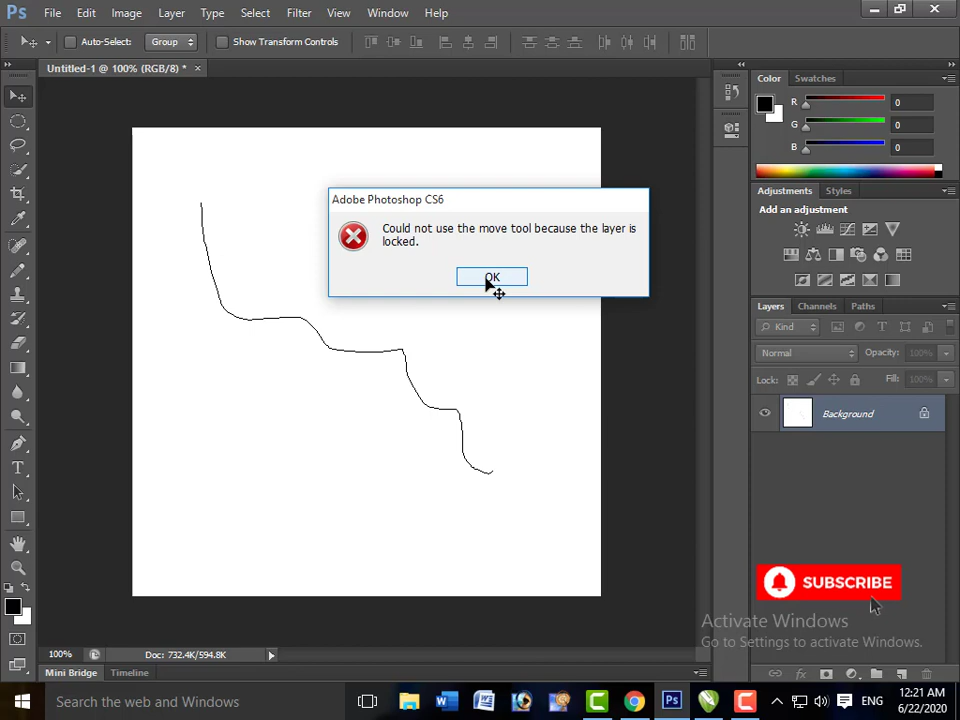 Ps File Edit Image Layer Type Select Filter View Window Help
Auto-Select: Group Show Transform Controls
Untitled-1 @ 100% (RGB/8) * ×
Color Swatches
R 0
G 0
B 0
Adjustments Styles
Add an adjustment
Adobe Photoshop CS6
Could not use the move tool because the layer is
locked.
OK
Layers Channels Paths
Kind
Normal Opacity: 100%
Lock: Fill: 100%
Background
SUBSCRIBE
Activate Windows
Go to Settings to activate Windows.
100% Doc: 732.4K/594.8K
Mini Bridge Timeline
Search the web and Windows
ENG
12:21 AM
6/22/2020